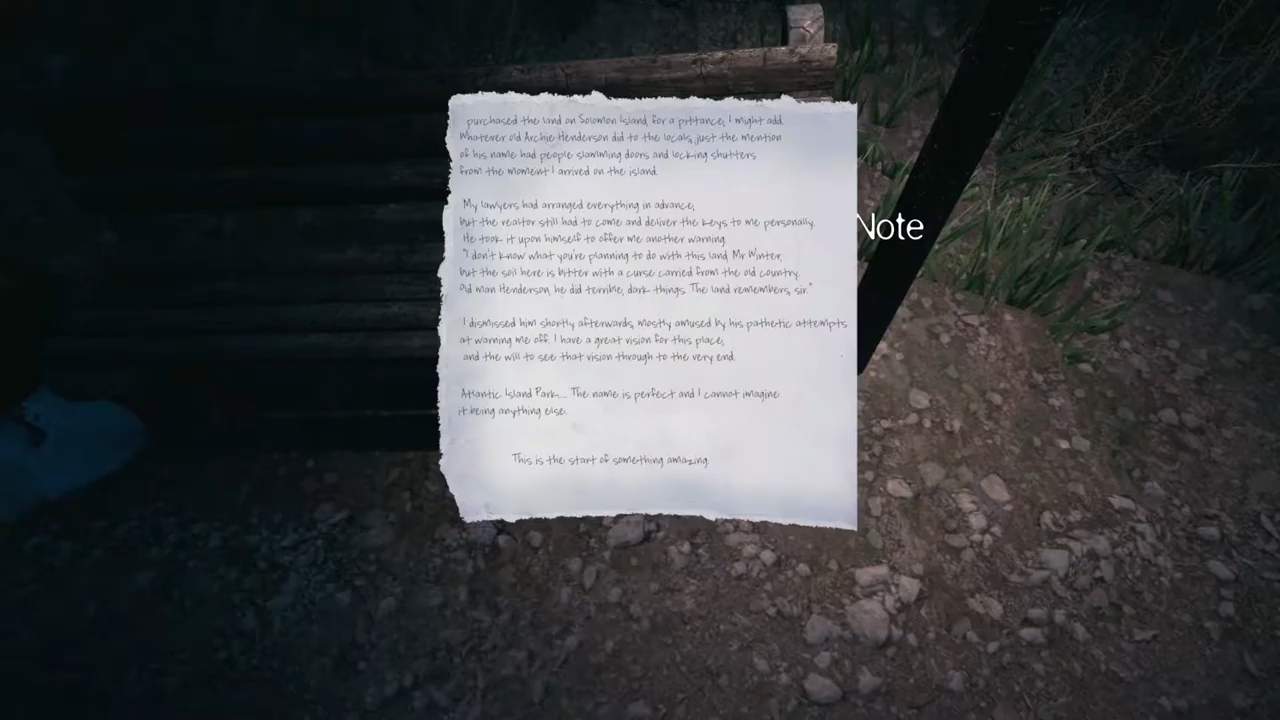 purchased the land on Solomon Island, for a pittance, I might add.
Whatever old Archie Henderson did to the locals, just the mention
of his name had people slamming doors and locking shutters
from the moment I arrived on the island.
My lawyers had arranged everything in advance,
but the realtor still had to come and deliver the keys to me personally.
He took it upon himself to offer me another warning.
"I don't know what you're planning to do with this land, Mr Winter,
but the soil here is bitter with a curse carried from the old country.
Old man Henderson, he did terrible, dark things. The land remembers, sir."
I dismissed him shortly afterwards, mostly amused by his pathetic attempts
at warning me off. I have a great vision for this place,
and the will to see that vision through to the very end.
Atlantic Island Park.... The name is perfect and I cannot imagine
it being anything else.
This is the start of something amazing.
Note